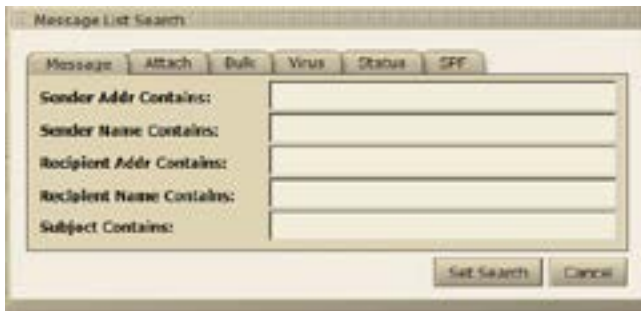 Message List Search
Message Attach Bulk Virus Status SPF
Sender Addr Contains:
Sender Name Contains:
Recipient Addr Contains:
Recipient Name Contains:
Subject Contains:
Set Search Cancel